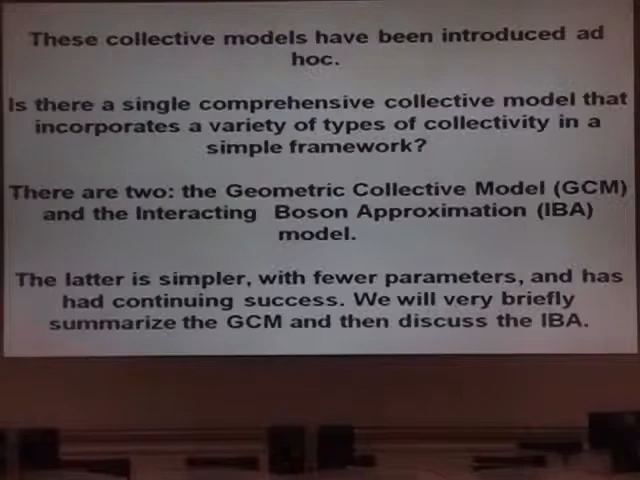 These collective models have been introduced ad
hoc.
Is there a single comprehensive collective model that
incorporates a variety of types of collectivity in a
simple framework?
There are two: the Geometric Collective Model (GCM)
and the Interacting Boson Approximation (IBA)
model.
The latter is simpler, with fewer parameters, and has
had continuing success. We will very briefly
summarize the GCM and then discuss the IBA.